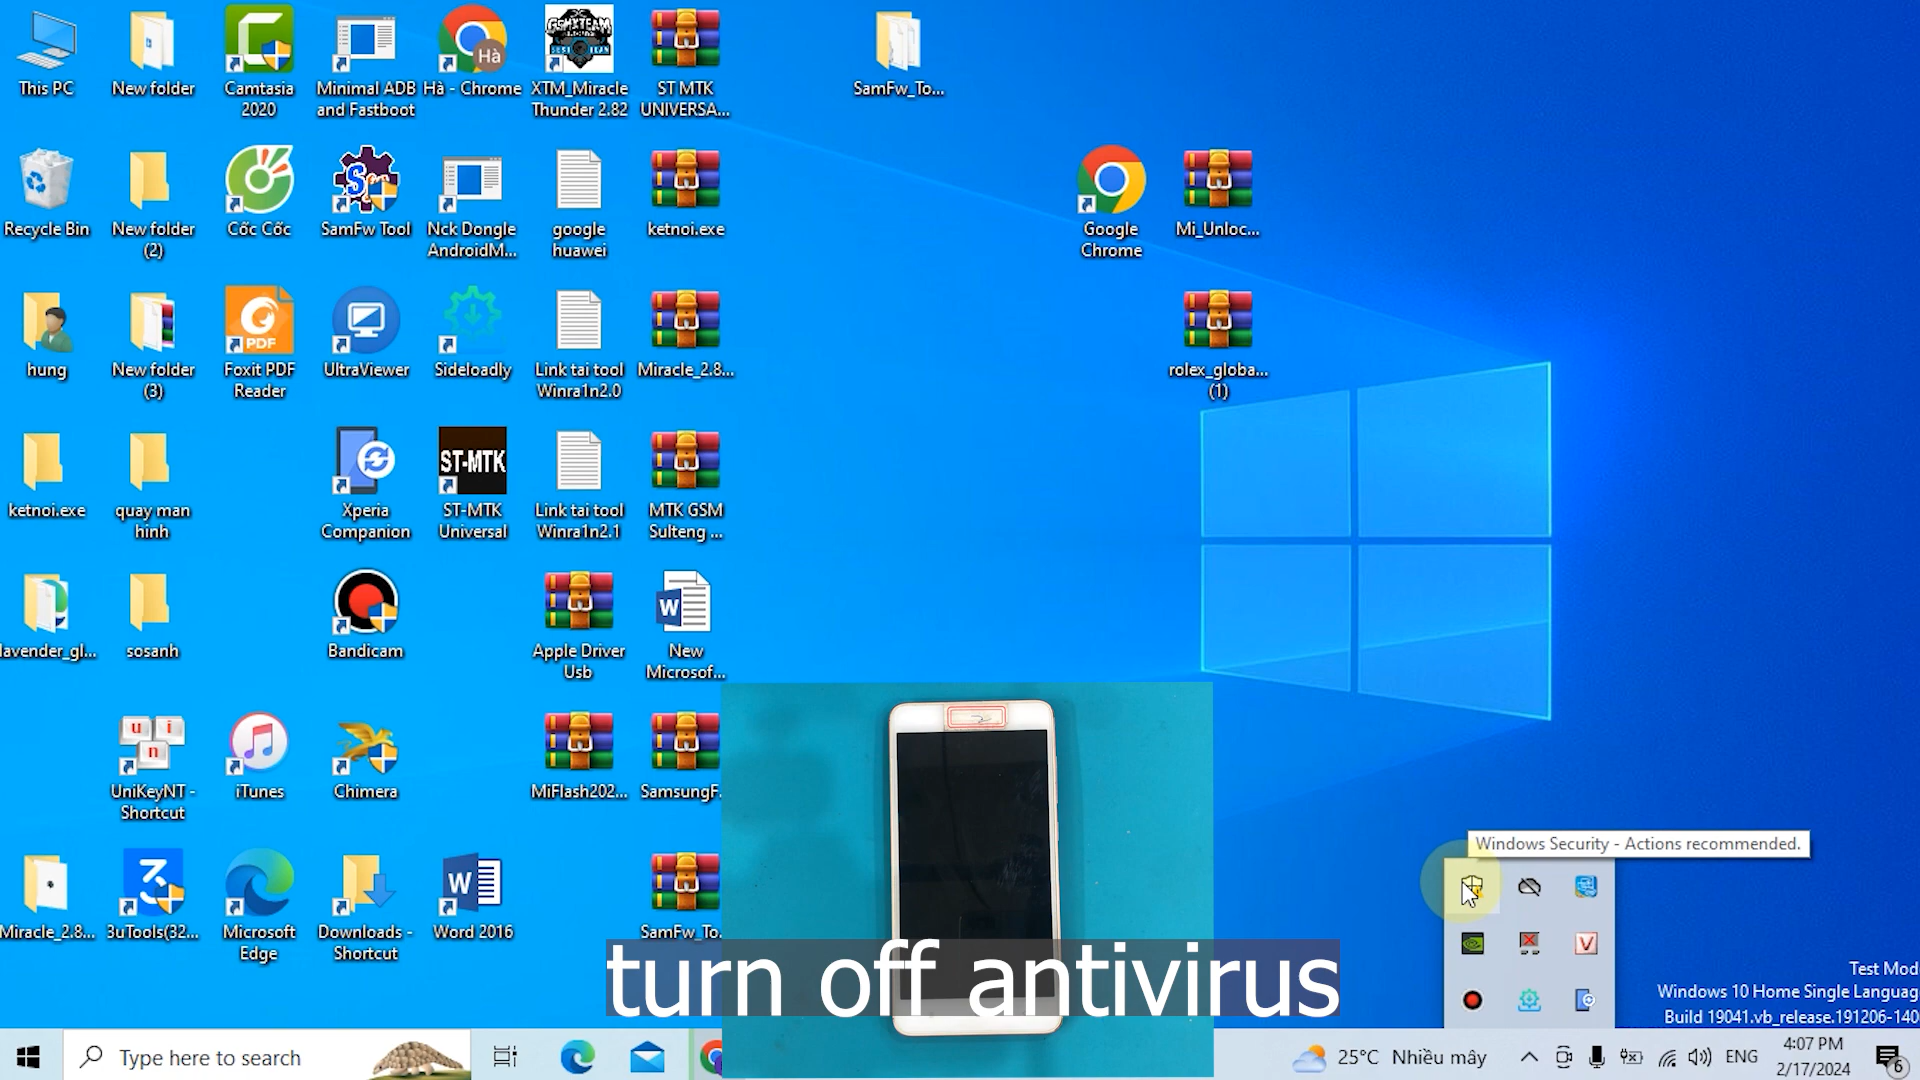 This PC
New folder
Camtasia
2020
Minimal ADB
and Fastboot
Hà - Chrome
Hà
XTM_Miracle
Thunder 2.82
ST MTK
UNIVERSA...
SamFw_To...
Recycle Bin
New folder
(2)
Cốc Cốc
SamFw Tool
Nck Dongle
AndroidM...
google
huawei
ketnoi.exe
Google
Chrome
Mi_Unloc...
hung
New folder
(3)
PDF
Foxit PDF
Reader
UltraViewer
Sideloadly
Link tai tool
Winra1n2.0
Miracle_2.8...
rolex_globa...
(1)
ketnoi.exe
quay man
hinh
Xperia
Companion
ST-MTK
ST-MTK
Universal
Link tai tool
Winra1n2.1
MTK GSM
Sulteng ...
lavender_gl...
sosanh
Bandicam
Apple Driver
Usb
W
New
Microsof...
u i
n
UniKeyNT -
Shortcut
iTunes
Chimera
MiFlash202...
SamsungF.
Windows Security - Actions recommended.
Miracle_2.8...
3uTools(32...
Microsoft
Edge
Downloads -
Shortcut
W
Word 2016
SamFw_To.
V
turn off antivirus
Test Mod
Windows 10 Home Single Languag
Build 19041.vb_release.191206-140
Type here to search
25°C Nhiều mây
ENG
4:07 PM
2/17/2024
6